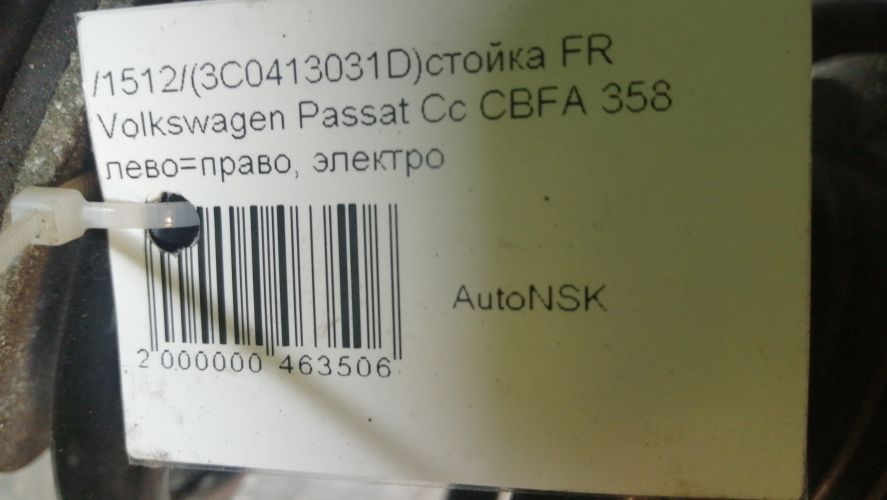 /1512/(3C0413031D)стойка FR
Volkswagen Passat Cc CBFA 358
лево=право, электро
AutoNSK
2 000000 463506